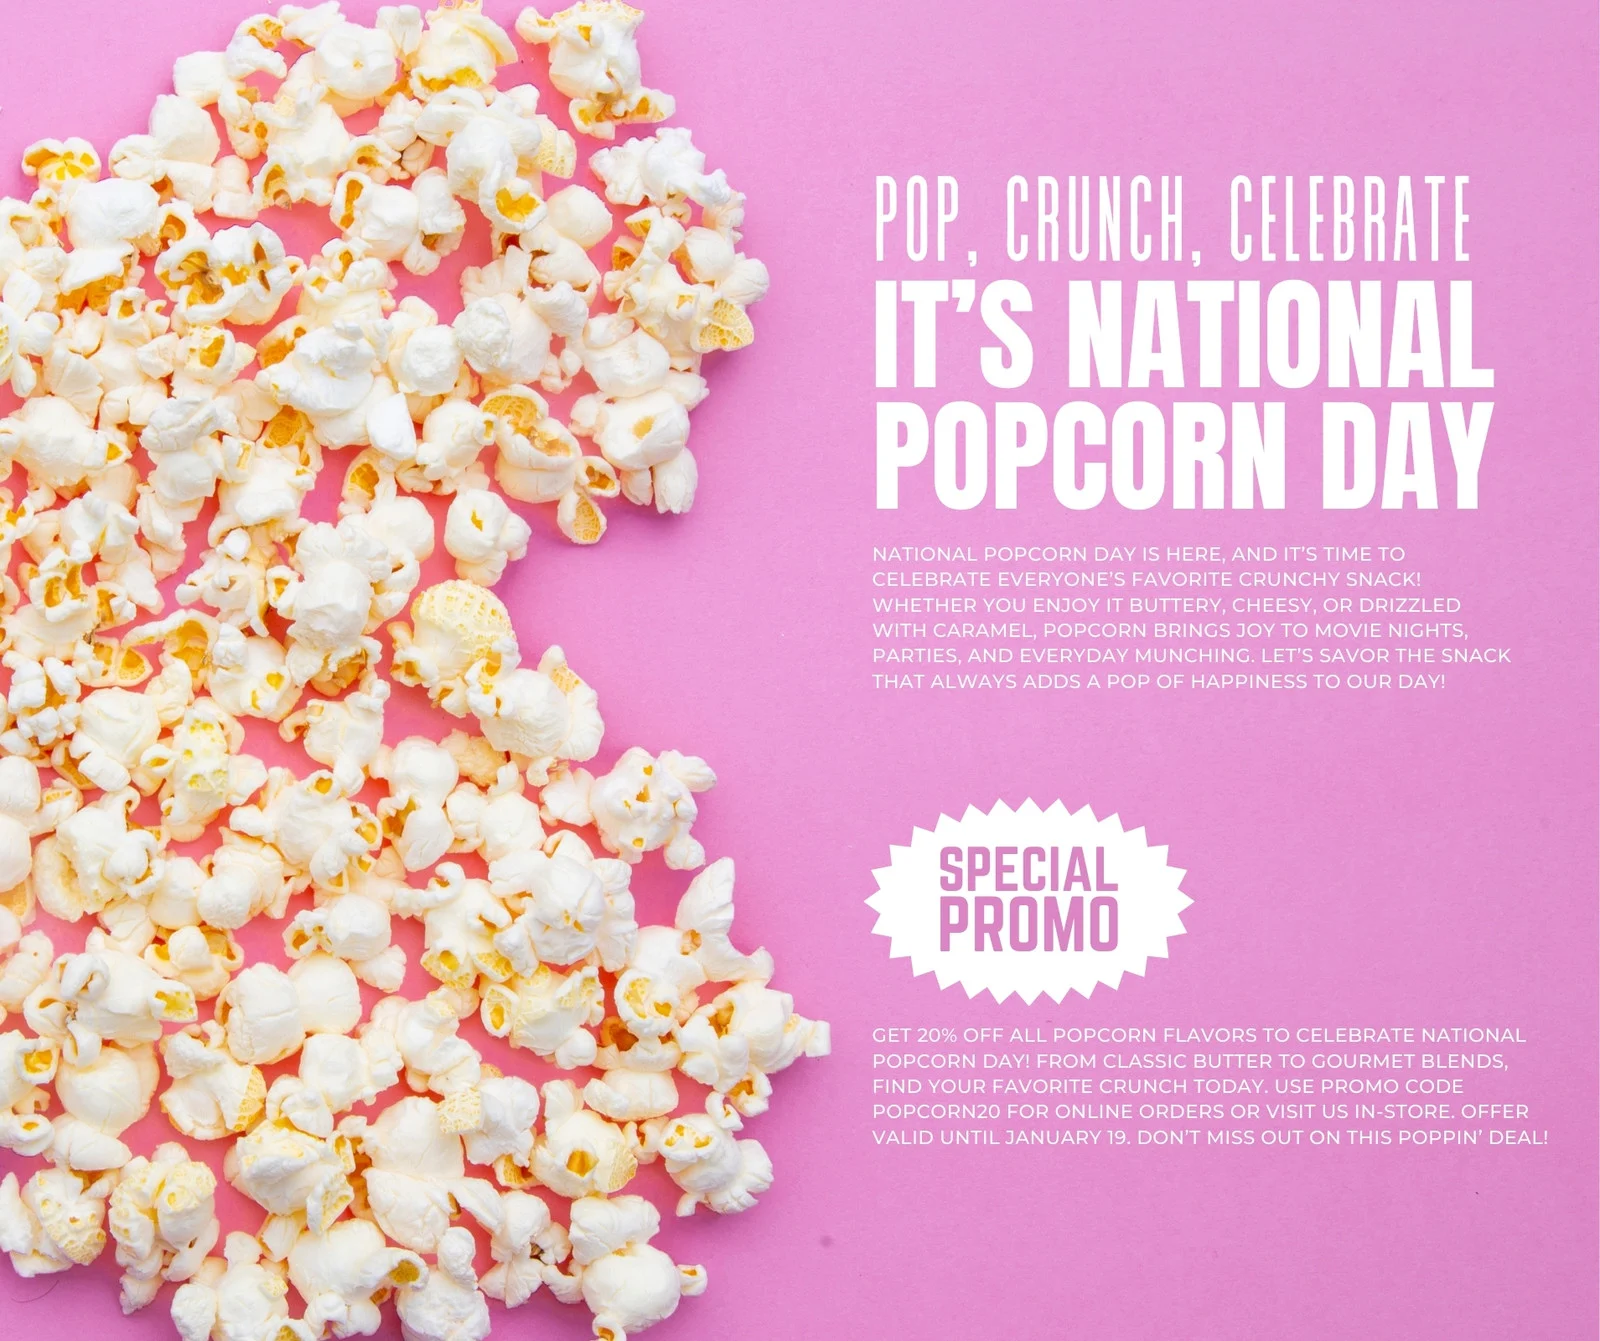 POP, CRUNCH, CELEBRATE
IT'S NATIONAL
POPCORN DAY
NATIONAL POPCORN DAY IS HERE, AND IT'S TIME TO
CELEBRATE EVERYONE'S FAVORITE CRUNCHY SNACK!
WHETHER YOU ENJOY IT BUTTERY, CHEESY, OR DRIZZLED
WITH CARAMEL, POPCORN BRINGS JOY TO MOVIE NIGHTS,
PARTIES, AND EVERYDAY MUNCHING. LET'S SAVOR THE SNACK
THAT ALWAYS ADDS A POP OF HAPPINESS TO OUR DAY!
SPECIAL
PROMO
GET 20% OFF ALL POPCORN FLAVORS TO CELEBRATE NATIONAL
POPCORN DAY! FROM CLASSIC BUTTER TO GOURMET BLENDS,
FIND YOUR FAVORITE CRUNCH TODAY. USE PROMO CODE
POPCORN20 FOR ONLINE ORDERS OR VISIT US IN-STORE. OFFER
VALID UNTIL JANUARY 19. DON'T MISS OUT ON THIS POPPIN' DEAL!